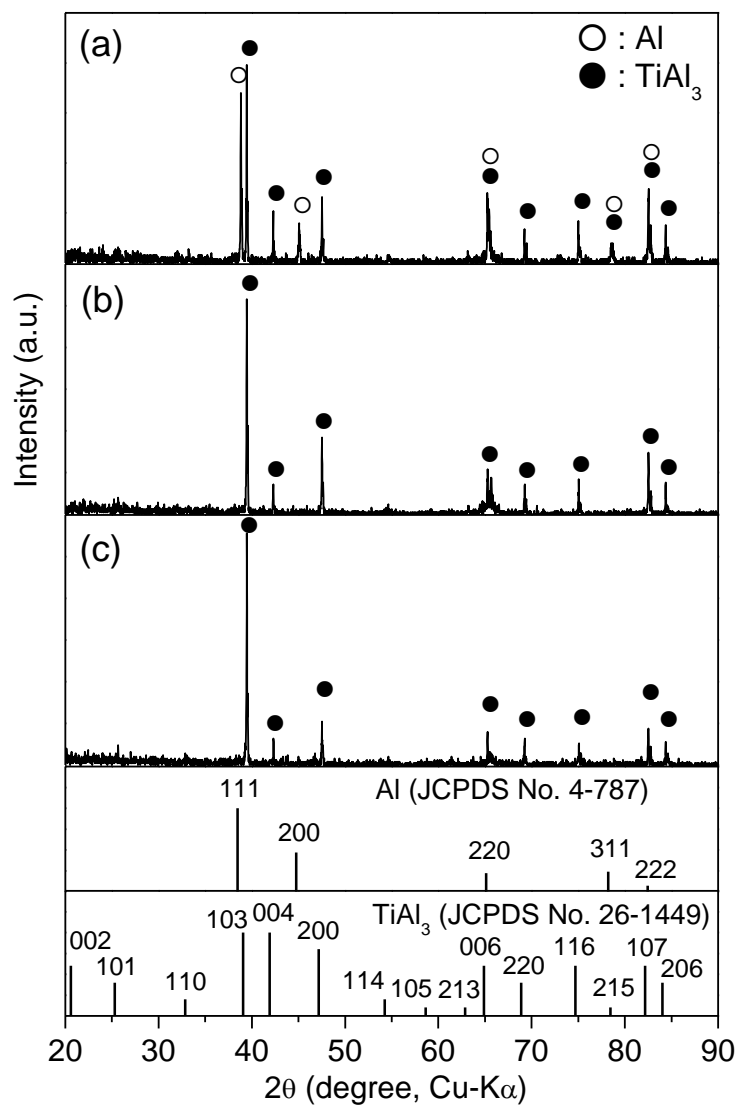 (a)
○ : Al
● : TiAl₃
(b)
(c)
Intensity (a.u.)
Al (JCPDS No. 4-787)
111
200
220
311
222
TiAl₃ (JCPDS No. 26-1449)
002
101
110
103
004
200
114
105
213
006
220
116
215
107
206
20 30 40 50 60 70 80 90
2θ (degree, Cu-Kα)